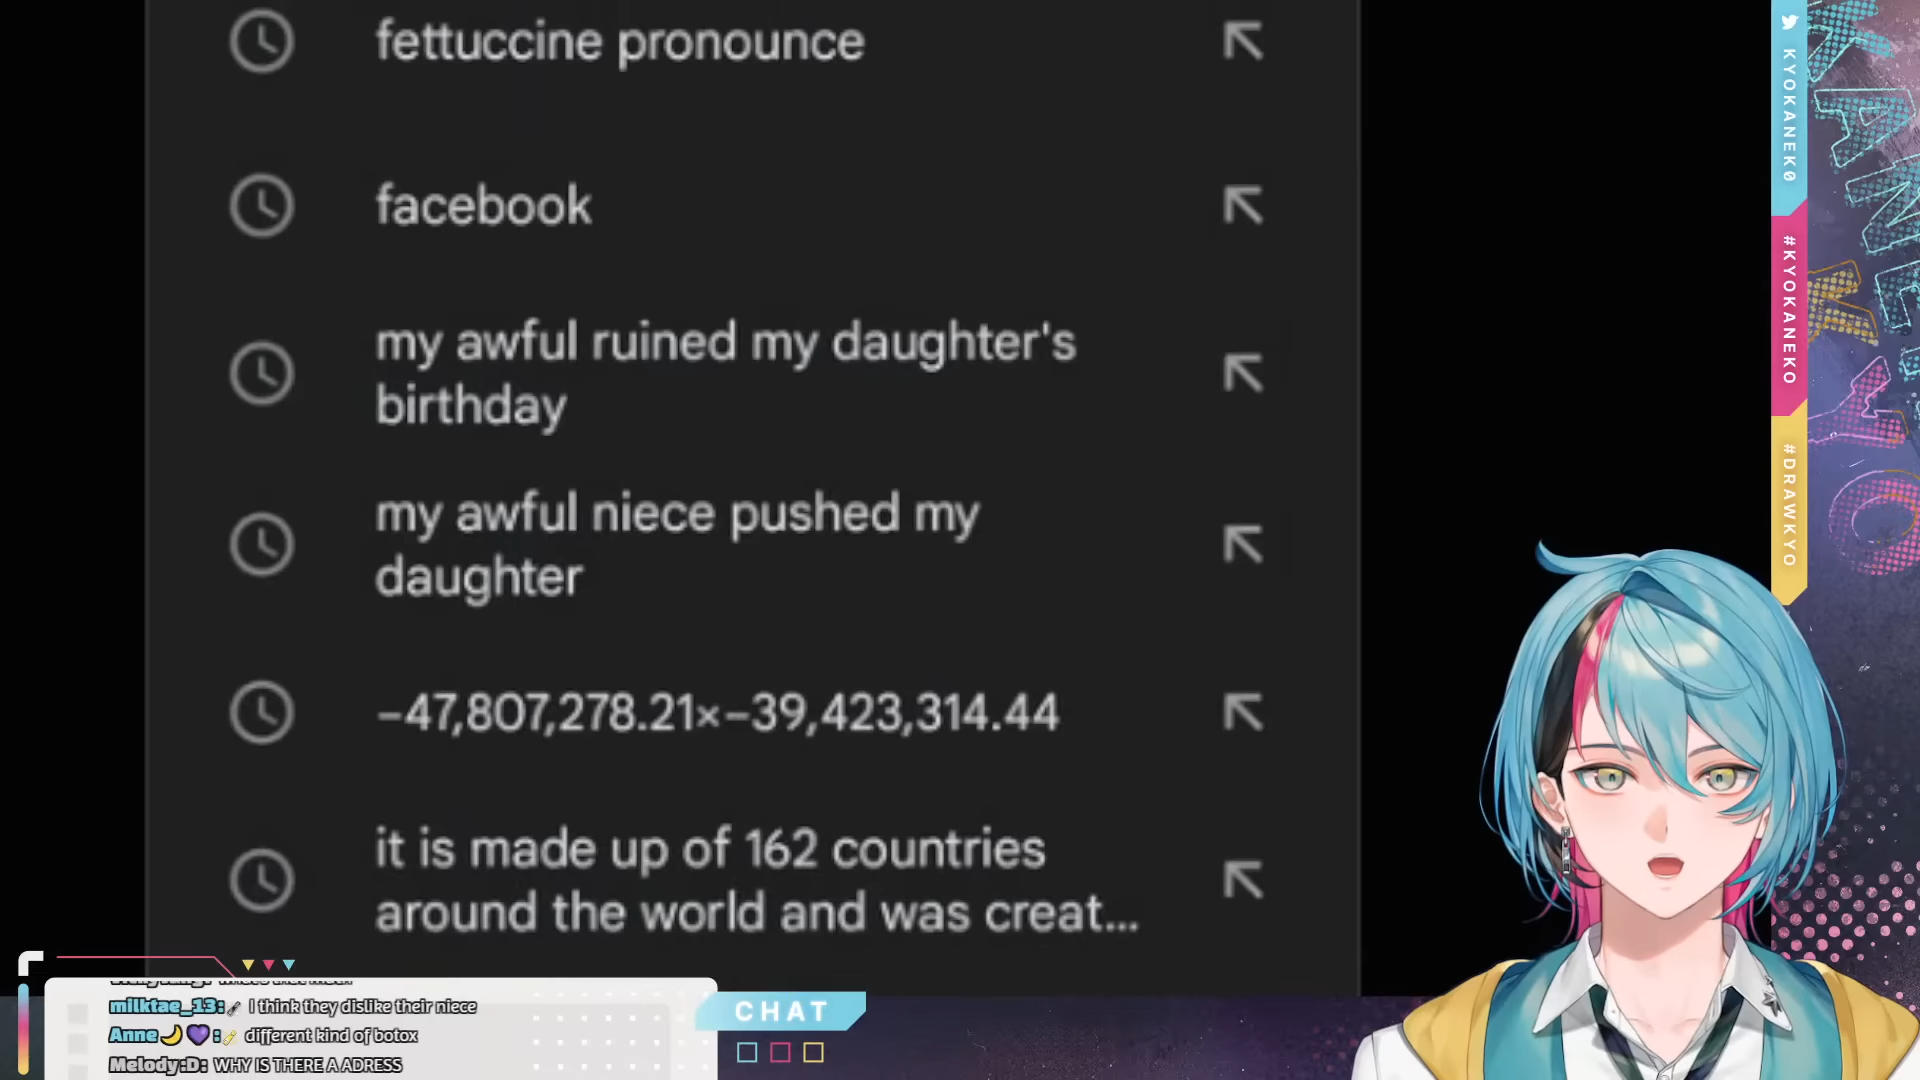 fettuccine pronounce
facebook
my awful ruined my daughter's
birthday
my awful niece pushed my
daughter
−47,807,278.21×−39,423,314.44
it is made up of 162 countries
around the world and was creat...
milktae_13: I think they dislike their niece
Anne🌙💜: different kind of botox
Melody:D: WHY IS THERE A ADRESS
CHAT
KYOKANEK0
#KYOKANEKO
#DRAWKYO